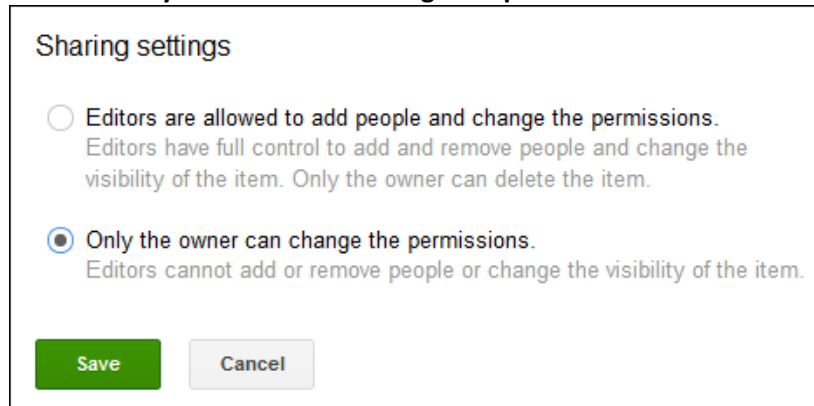 Sharing settings
Editors are allowed to add people and change the permissions.
Editors have full control to add and remove people and change the
visibility of the item. Only the owner can delete the item.
Only the owner can change the permissions.
Editors cannot add or remove people or change the visibility of the item.
Save Cancel